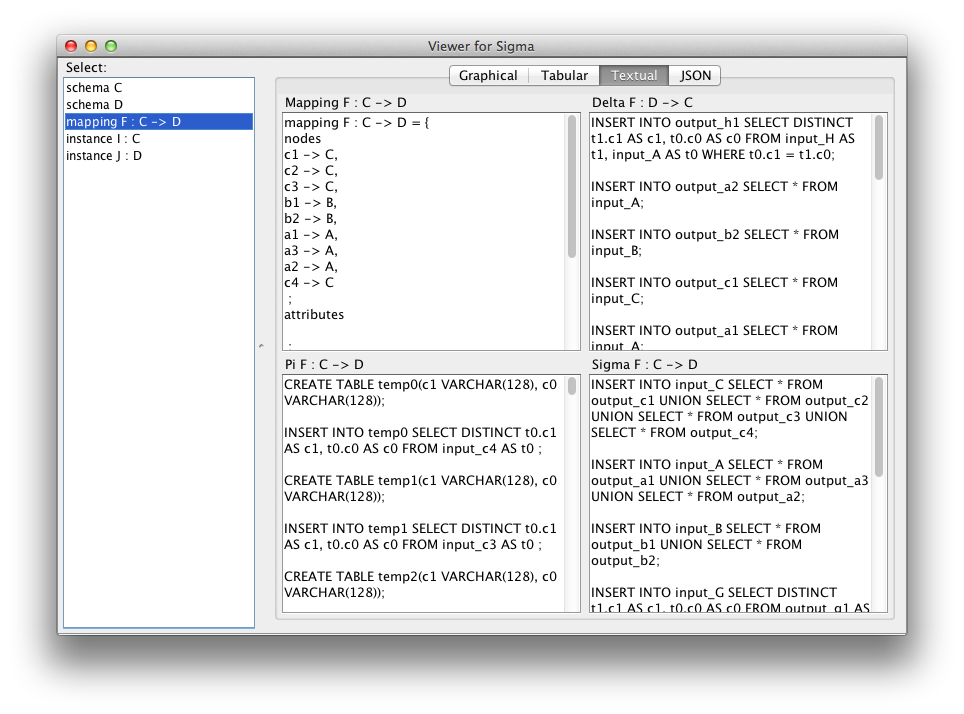 Viewer for Sigma
Select:
schema C
schema D
mapping F : C -> D
instance I : C
instance J : D
Graphical
Tabular
Textual
JSON
Mapping F : C -> D
mapping F : C -> D = {
nodes
c1 -> C,
c2 -> C,
c3 -> C,
b1 -> B,
b2 -> B,
a1 -> A,
a3 -> A,
a2 -> A,
c4 -> C
;
attributes
;
Delta F : D -> C
INSERT INTO output_h1 SELECT DISTINCT
t1.c1 AS c1, t0.c0 AS c0 FROM input_H AS
t1, input_A AS t0 WHERE t0.c1 = t1.c0;
INSERT INTO output_a2 SELECT * FROM
input_A;
INSERT INTO output_b2 SELECT * FROM
input_B;
INSERT INTO output_c1 SELECT * FROM
input_C;
INSERT INTO output_a1 SELECT * FROM
input_A;
Pi F : C -> D
CREATE TABLE temp0(c1 VARCHAR(128), c0
VARCHAR(128));
INSERT INTO temp0 SELECT DISTINCT t0.c1
AS c1, t0.c0 AS c0 FROM input_c4 AS t0 ;
CREATE TABLE temp1(c1 VARCHAR(128), c0
VARCHAR(128));
INSERT INTO temp1 SELECT DISTINCT t0.c1
AS c1, t0.c0 AS c0 FROM input_c3 AS t0 ;
CREATE TABLE temp2(c1 VARCHAR(128), c0
VARCHAR(128));
Sigma F : C -> D
INSERT INTO input_C SELECT * FROM
output_c1 UNION SELECT * FROM output_c2
UNION SELECT * FROM output_c3 UNION
SELECT * FROM output_c4;
INSERT INTO input_A SELECT * FROM
output_a1 UNION SELECT * FROM output_a3
UNION SELECT * FROM output_a2;
INSERT INTO input_B SELECT * FROM
output_b1 UNION SELECT * FROM
output_b2;
INSERT INTO input_G SELECT DISTINCT
t1.c1 AS c1, t0.c0 AS c0 FROM output_g1 AS